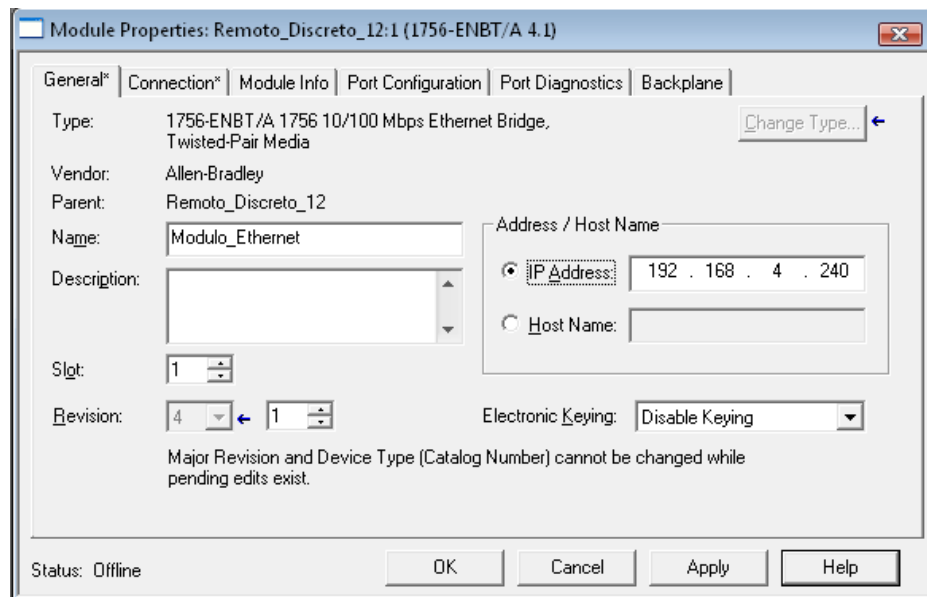 Module Properties: Remoto_Discreto_12:1 (1756-ENBT/A 4.1)
General* Connection* Module Info Port Configuration Port Diagnostics Backplane
Type: 1756-ENBT/A 1756 10/100 Mbps Ethernet Bridge,
Twisted-Pair Media
Change Type...
Vendor: Allen-Bradley
Parent: Remoto_Discreto_12
Name: Modulo_Ethernet
Description:
Address / Host Name
IP Address: 192 . 168 . 4 . 240
Host Name:
Slot: 1
Revision: 4 1
Electronic Keying: Disable Keying
Major Revision and Device Type (Catalog Number) cannot be changed while
pending edits exist.
Status: Offline
OK Cancel Apply Help